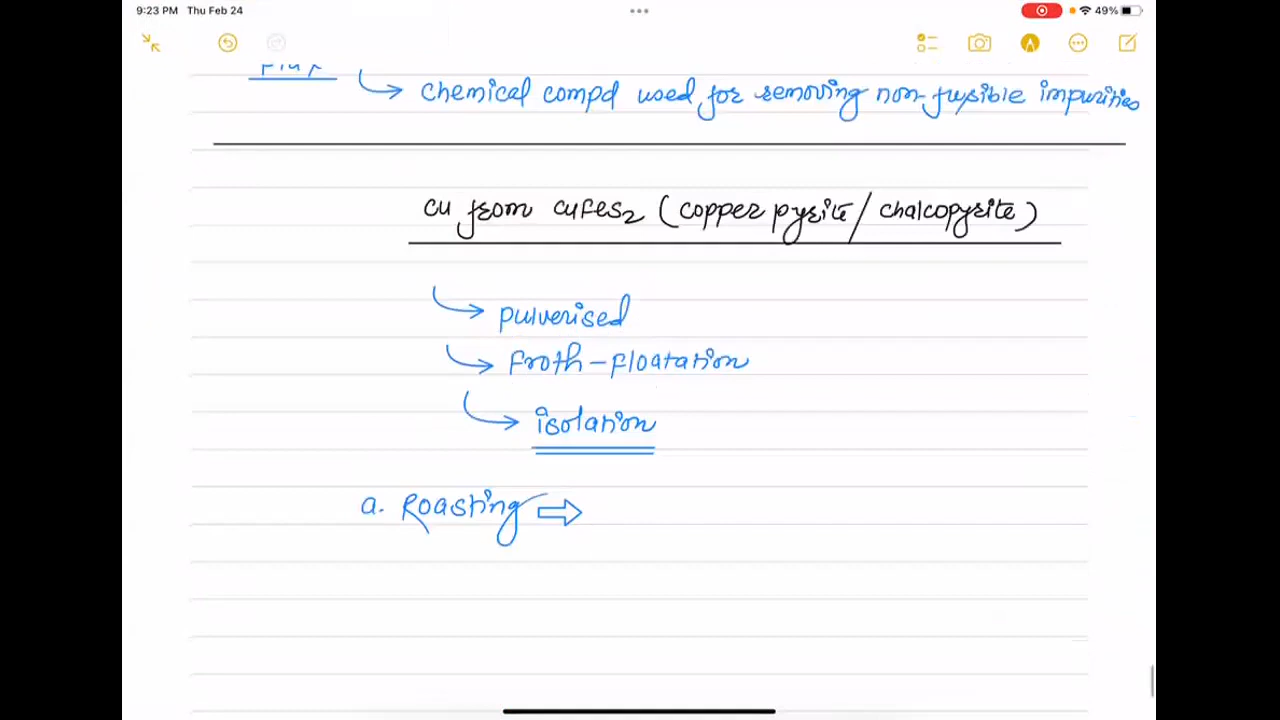 9:23 PM Thu Feb 24
49%
Flux
chemical compd used for removing non-fusible impurities
Cu from CuFeS2 (copper pyrite/chalcopyrite)
pulverised
Froth-Floatation
isolation
a. Roasting